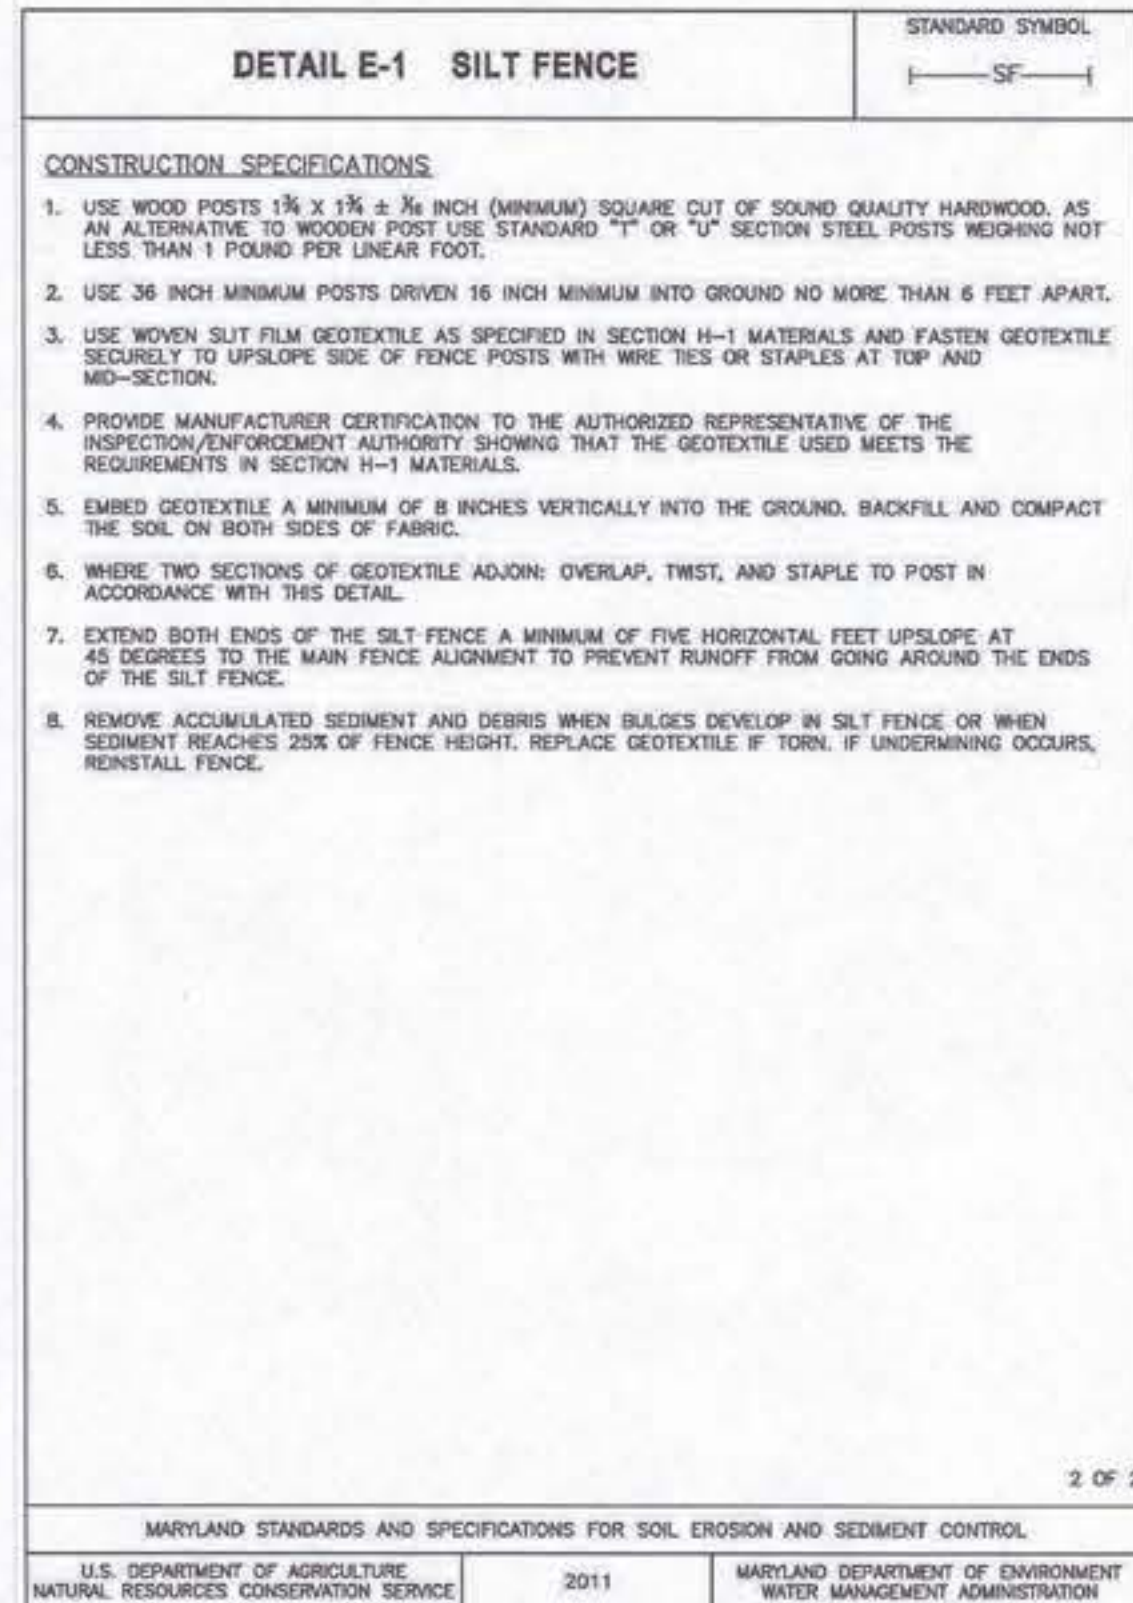 DETAIL E-1 SILT FENCE
STANDARD SYMBOL
SF
CONSTRUCTION SPECIFICATIONS
1. USE WOOD POSTS 1¾ X 1¾ ± 1/16 INCH (MINIMUM) SQUARE CUT OF SOUND QUALITY HARDWOOD. AS
AN ALTERNATIVE TO WOODEN POST USE STANDARD "T" OR "U" SECTION STEEL POSTS WEIGHING NOT
LESS THAN 1 POUND PER LINEAR FOOT.
2. USE 36 INCH MINIMUM POSTS DRIVEN 16 INCH MINIMUM INTO GROUND NO MORE THAN 6 FEET APART.
3. USE WOVEN SLIT FILM GEOTEXTILE AS SPECIFIED IN SECTION H-1 MATERIALS AND FASTEN GEOTEXTILE
SECURELY TO UPSLOPE SIDE OF FENCE POSTS WITH WIRE TIES OR STAPLES AT TOP AND
MID-SECTION.
4. PROVIDE MANUFACTURER CERTIFICATION TO THE AUTHORIZED REPRESENTATIVE OF THE
INSPECTION/ENFORCEMENT AUTHORITY SHOWING THAT THE GEOTEXTILE USED MEETS THE
REQUIREMENTS IN SECTION H-1 MATERIALS.
5. EMBED GEOTEXTILE A MINIMUM OF 8 INCHES VERTICALLY INTO THE GROUND. BACKFILL AND COMPACT
THE SOIL ON BOTH SIDES OF FABRIC.
6. WHERE TWO SECTIONS OF GEOTEXTILE ADJOIN: OVERLAP, TWIST, AND STAPLE TO POST IN
ACCORDANCE WITH THIS DETAIL.
7. EXTEND BOTH ENDS OF THE SILT FENCE A MINIMUM OF FIVE HORIZONTAL FEET UPSLOPE AT
45 DEGREES TO THE MAIN FENCE ALIGNMENT TO PREVENT RUNOFF FROM GOING AROUND THE ENDS
OF THE SILT FENCE.
8. REMOVE ACCUMULATED SEDIMENT AND DEBRIS WHEN BULGES DEVELOP IN SILT FENCE OR WHEN
SEDIMENT REACHES 25% OF FENCE HEIGHT. REPLACE GEOTEXTILE IF TORN. IF UNDERMINING OCCURS,
REINSTALL FENCE.
2 OF 2
MARYLAND STANDARDS AND SPECIFICATIONS FOR SOIL EROSION AND SEDIMENT CONTROL
U.S. DEPARTMENT OF AGRICULTURE
NATURAL RESOURCES CONSERVATION SERVICE
2011
MARYLAND DEPARTMENT OF ENVIRONMENT
WATER MANAGEMENT ADMINISTRATION